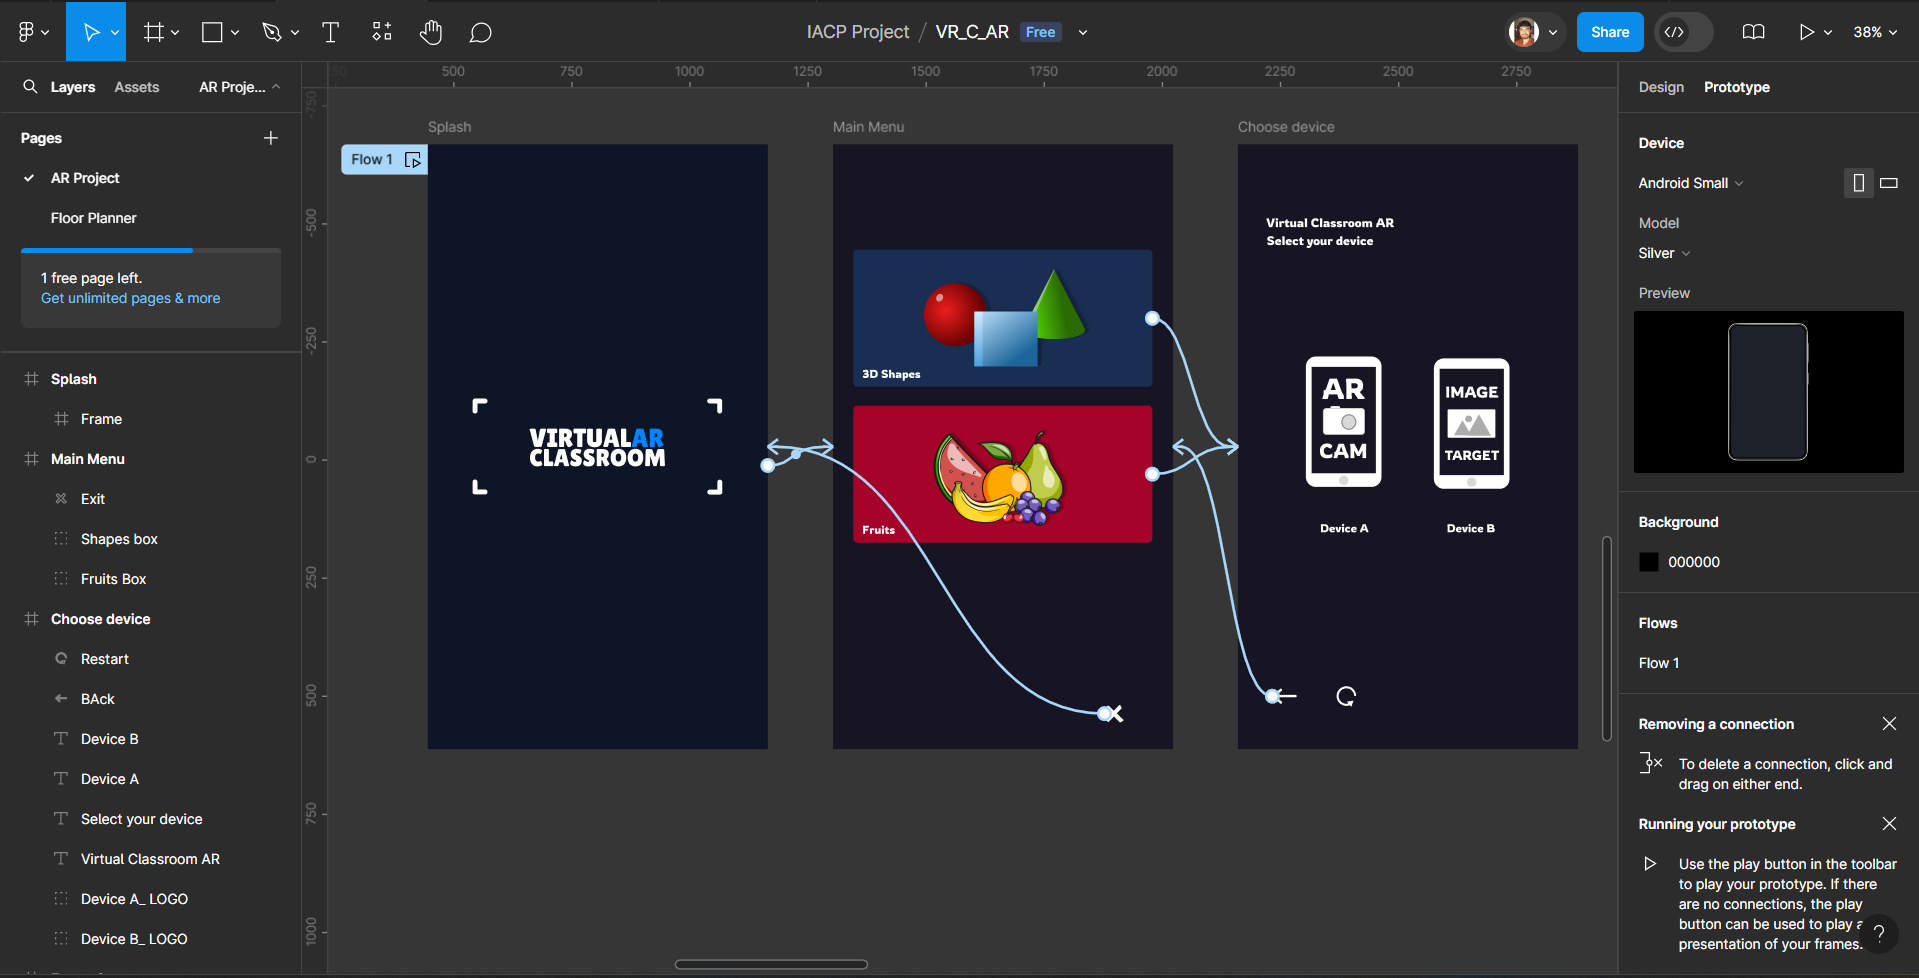 IACP Project / VR_C_AR Free
Share
38%
Layers
Assets
AR Proje...
Pages
AR Project
Floor Planner
1 free page left.
Get unlimited pages & more
Splash
Frame
Main Menu
Exit
Shapes box
Fruits Box
Choose device
Restart
BAck
Device B
Device A
Select your device
Virtual Classroom AR
Device A_ LOGO
Device B_ LOGO
250 500 750 1000 1250 1500 1750 2000 2250 2500 2750
-750
-500
-250
0
250
500
750
1000
Splash
Flow 1
VIRTUALAR
CLASSROOM
Main Menu
3D Shapes
Fruits
Choose device
Virtual Classroom AR
Select your device
AR
CAM
Device A
IMAGE
TARGET
Device B
Design
Prototype
Device
Android Small
Model
Silver
Preview
Background
000000
Flows
Flow 1
Removing a connection
To delete a connection, click and
drag on either end.
Running your prototype
Use the play button in the toolbar
to play your prototype. If there
are no connections, the play
button can be used to play a
presentation of your frames.
?